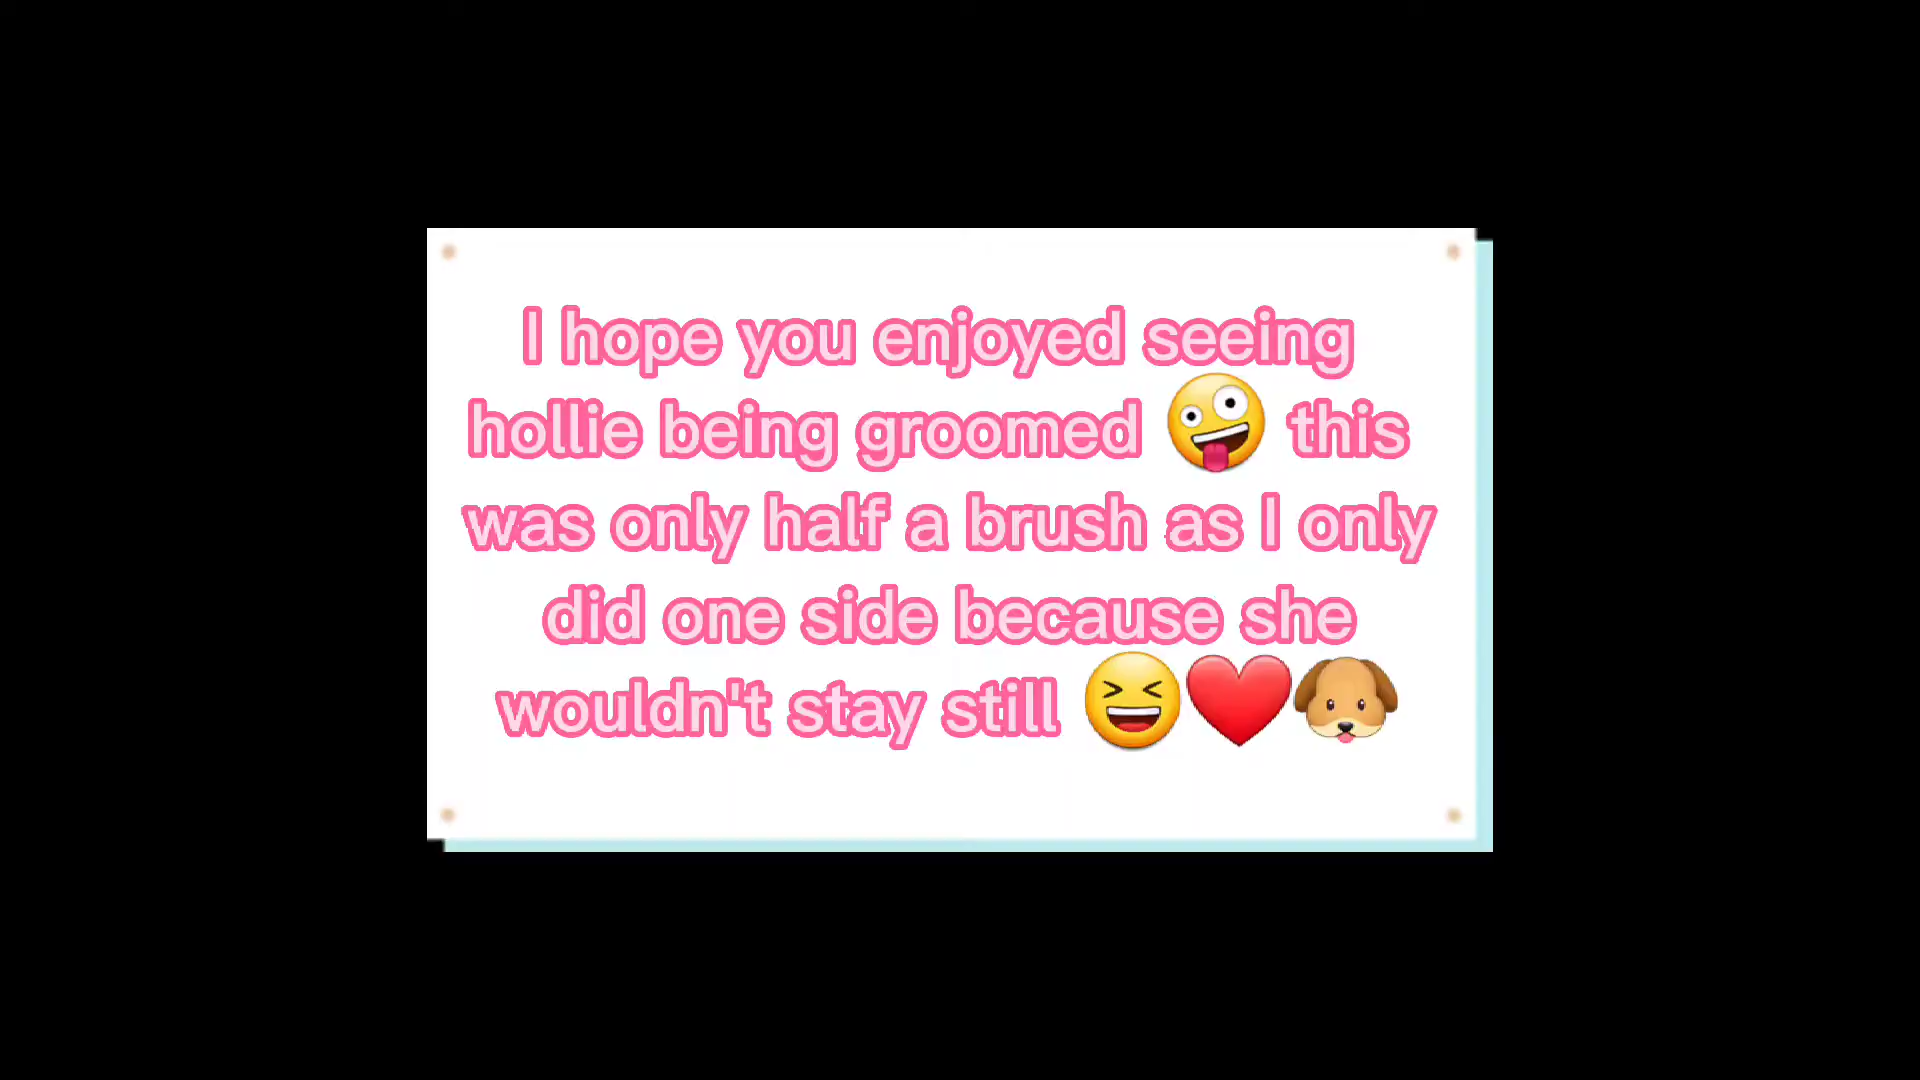 I hope you enjoyed seeing
hollie being groomed 🤪 this
was only half a brush as I only
did one side because she
wouldn't stay still 😆❤️🐶